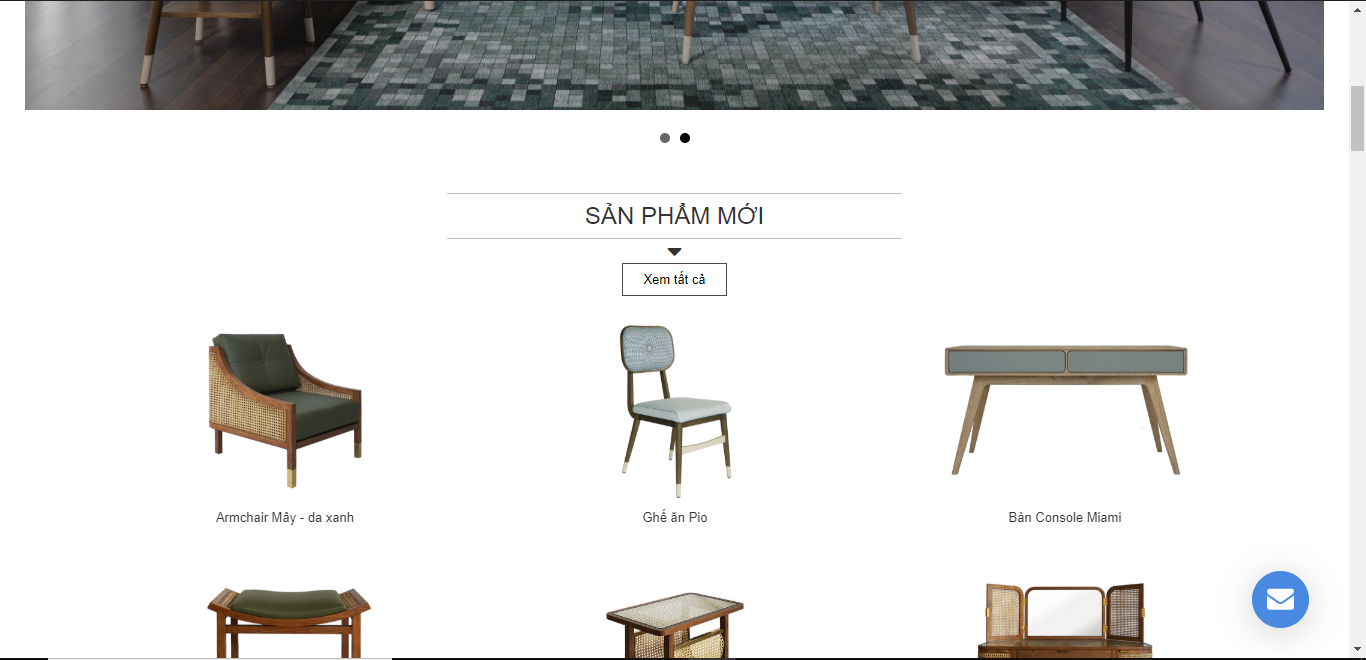 SẢN PHẨM MỚI
Xem tất cả
Armchair Mây - da xanh
Ghế ăn Pio
Bàn Console Miami